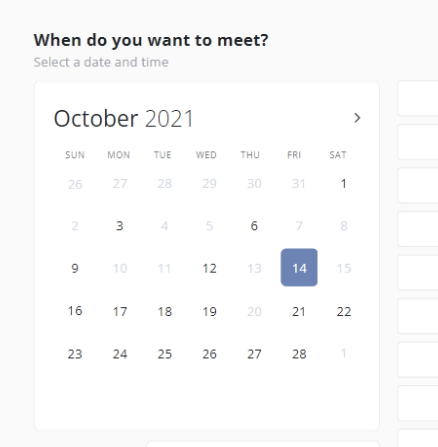 When do you want to meet?
Select a date and time
October 2021
SUN MON TUE WED THU FRI SAT
26 27 28 29 30 31 1
2 3 4 5 6 7 8
9 10 11 12 13 14 15
16 17 18 19 20 21 22
23 24 25 26 27 28 1